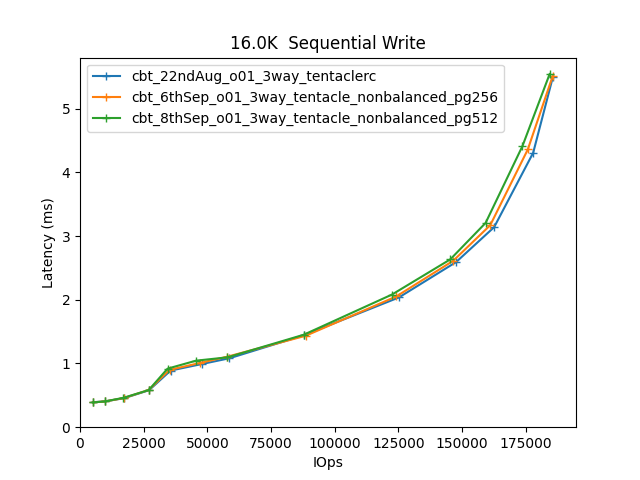 16.0K  Sequential Write
cbt_22ndAug_o01_3way_tentaclerc
cbt_6thSep_o01_3way_tentacle_nonbalanced_pg256
cbt_8thSep_o01_3way_tentacle_nonbalanced_pg512
Latency (ms)
5
4
3
2
1
0
0 25000 50000 75000 100000 125000 150000 175000
IOps